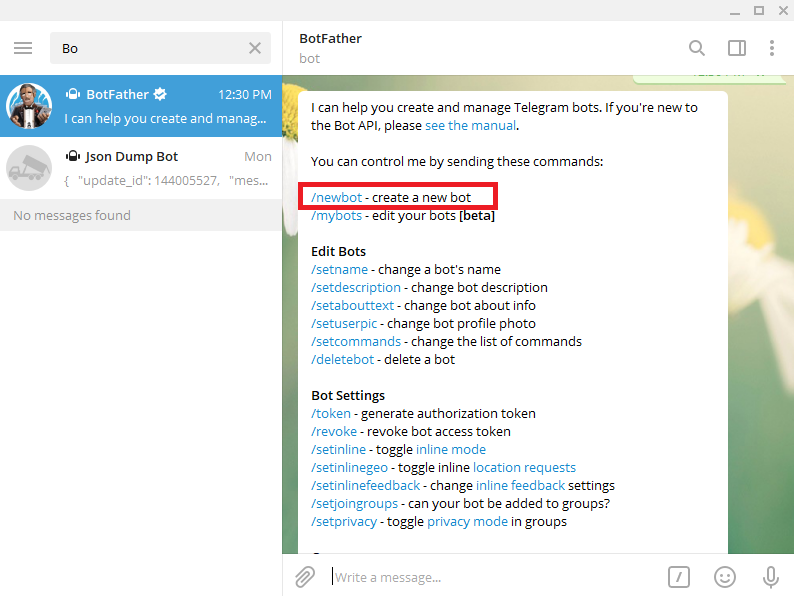 Bo
BotFather 12:30 PM
I can help you create and manag...
Json Dump Bot Mon
{ "update_id": 144005527, "mes...
No messages found
BotFather
bot
I can help you create and manage Telegram bots. If you're new to
the Bot API, please see the manual.
You can control me by sending these commands:
/newbot - create a new bot
/mybots - edit your bots [beta]
Edit Bots
/setname - change a bot's name
/setdescription - change bot description
/setabouttext - change bot about info
/setuserpic - change bot profile photo
/setcommands - change the list of commands
/deletebot - delete a bot
Bot Settings
/token - generate authorization token
/revoke - revoke bot access token
/setinline - toggle inline mode
/setinlinegeo - toggle inline location requests
/setinlinefeedback - change inline feedback settings
/setjoingroups - can your bot be added to groups?
/setprivacy - toggle privacy mode in groups
Write a message...